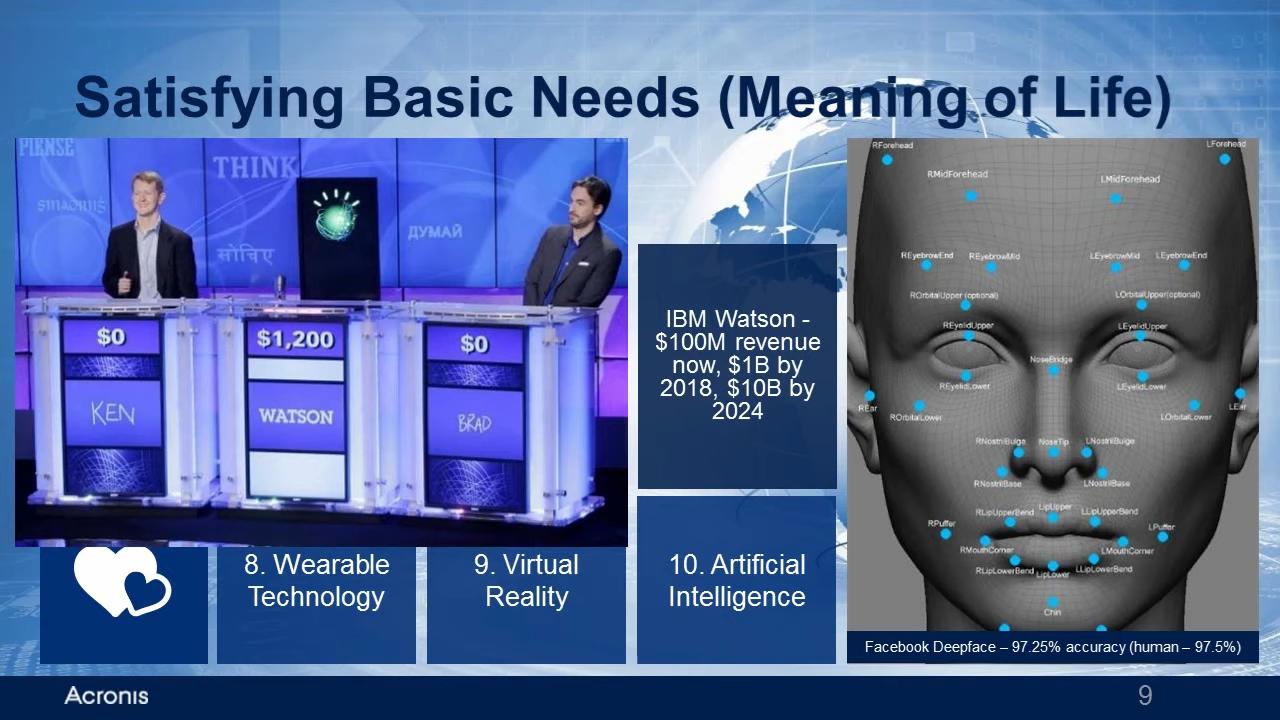 Satisfying Basic Needs (Meaning of Life)
THINK
सोचिए
ДУМАЙ
$0
$1,200
$0
KEN
WATSON
BRAD
IBM Watson -
$100M revenue
now, $1B by
2018, $10B by
2024
8. Wearable
Technology
9. Virtual
Reality
10. Artificial
Intelligence
RForehead
LForehead
RMidForehead
LMidForehead
REyebrowEnd
REyebrowMid
LEyebrowMid
LEyebrowEnd
ROrbitalUpper (optional)
LOrbitalUpper(optional)
REyelidUpper
LEyelidUpper
NoseBridge
REyelidLower
LEyelidLower
REar
ROrbitalLower
LOrbitalLower
LEar
RNostrilBulge
NoseTip
LNostrilBulge
RNostrilBase
LNostrilBase
RLipUpperBend
LipUpper
LLipUpperBend
RPuffer
LPuffer
RMouthCorner
LMouthCorner
RLipLowerBend
LipLower
LLipLowerBend
Chin
Facebook Deepface – 97.25% accuracy (human – 97.5%)
Acronis
9